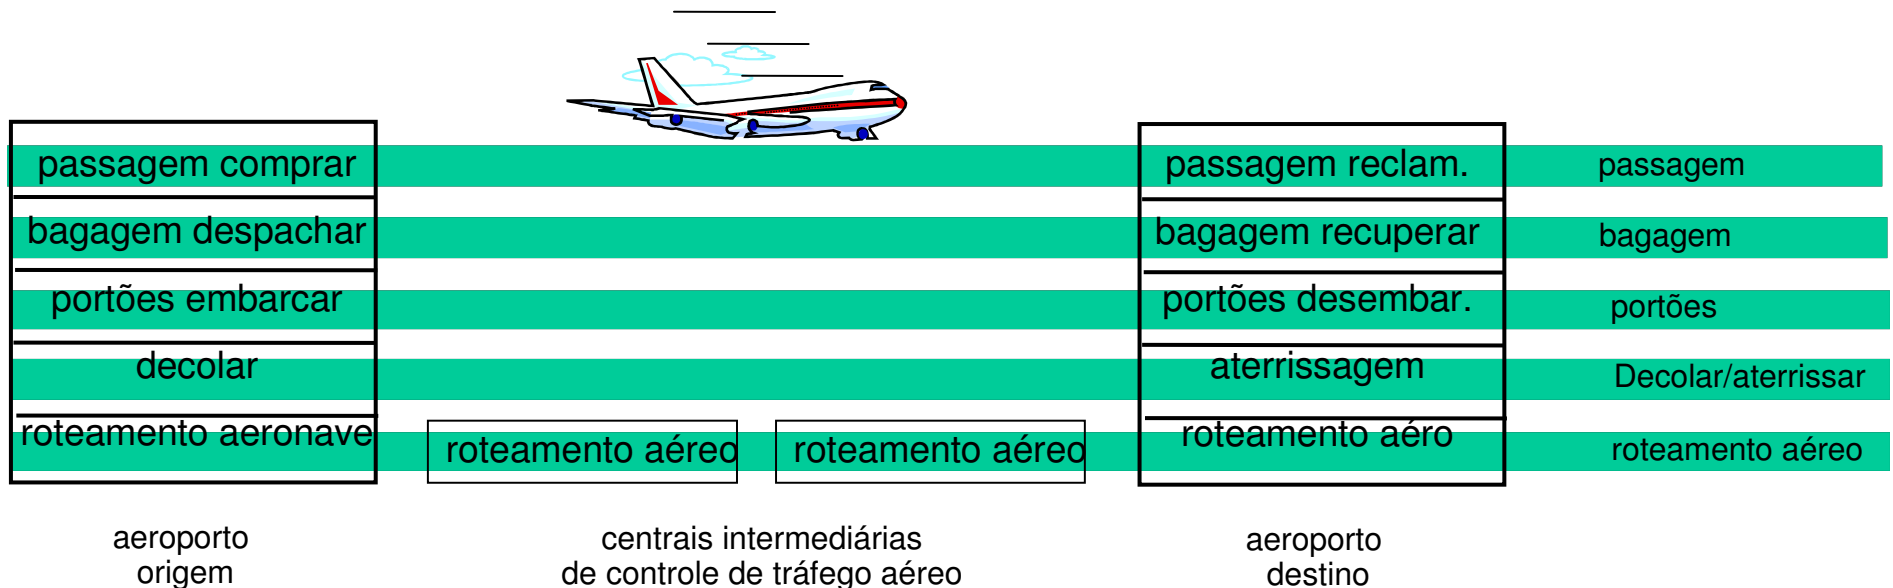 passagem comprar
passagem reclam.
passagem
bagagem despachar
bagagem recuperar
bagagem
portões embarcar
portões desembar.
portões
decolar
aterrissagem
Decolar/aterrissar
roteamento aeronave
roteamento aéreo
roteamento aéreo
roteamento aéro
roteamento aéreo
aeroporto
origem
centrais intermediárias
de controle de tráfego aéreo
aeroporto
destino